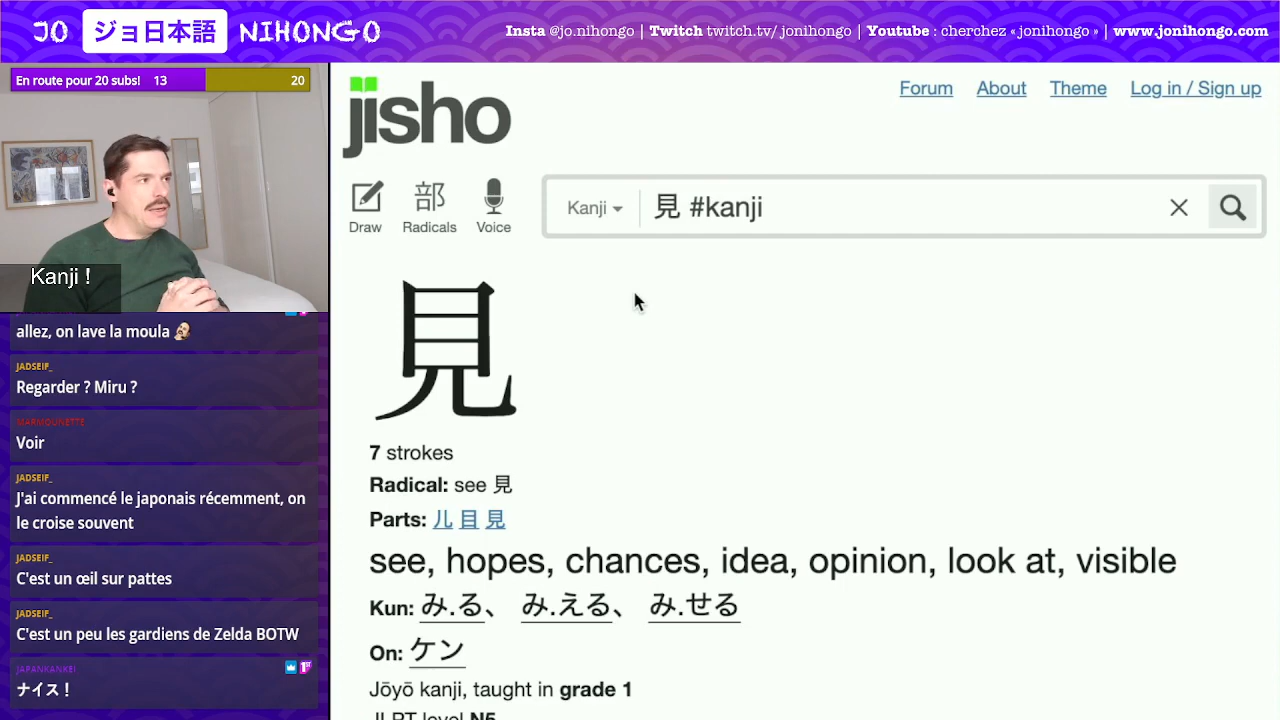 JO ジョ日本語 NIHONGO
Insta @jo.nihongo | Twitch twitch.tv/ jonihongo | Youtube : cherchez « jonihongo » | www.jonihongo.com
En route pour 20 subs! 13 20
Kanji !
allez, on lave la moula
JADSEIF_
Regarder ? Miru ?
MARMOUNETTE
Voir
JADSEIF_
J'ai commencé le japonais récemment, on
le croise souvent
JADSEIF_
C'est un œil sur pattes
JADSEIF_
C'est un peu les gardiens de Zelda BOTW
JAPANKANKEI
ナイス！
jisho
Forum About Theme Log in / Sign up
Draw
部 Radicals
Voice
Kanji 見 #kanji
見
7 strokes
Radical: see 見
Parts: 儿 目 見
see, hopes, chances, idea, opinion, look at, visible
Kun: み.る、 み.える、 み.せる
On: ケン
Jōyō kanji, taught in grade 1
JLPT level N5